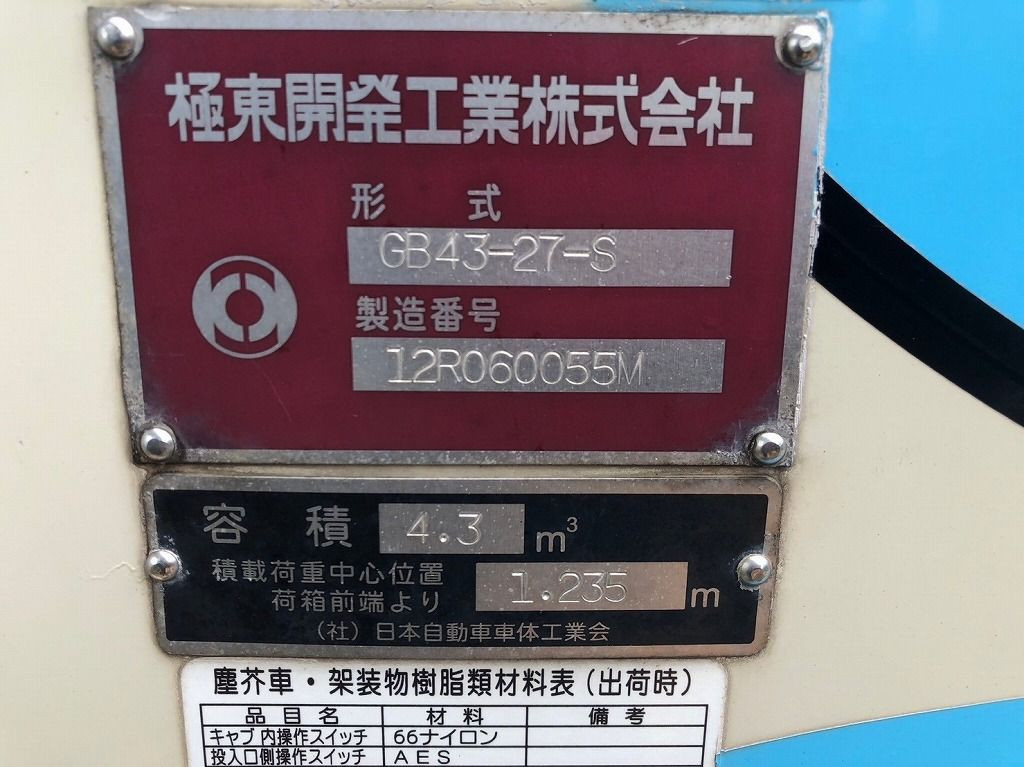 極東開発工業株式会社
形 式
GB43-27-S
製造番号
12R060055M
容 積 4.3 m³
積載荷重中心位置
荷箱前端より 1.235 m
(社)日本自動車車体工業会
塵芥車・架装物樹脂類材料表(出荷時)
品目名 材料 備考
キャブ内操作スイッチ 66ナイロン
投入口側操作スイッチ AES